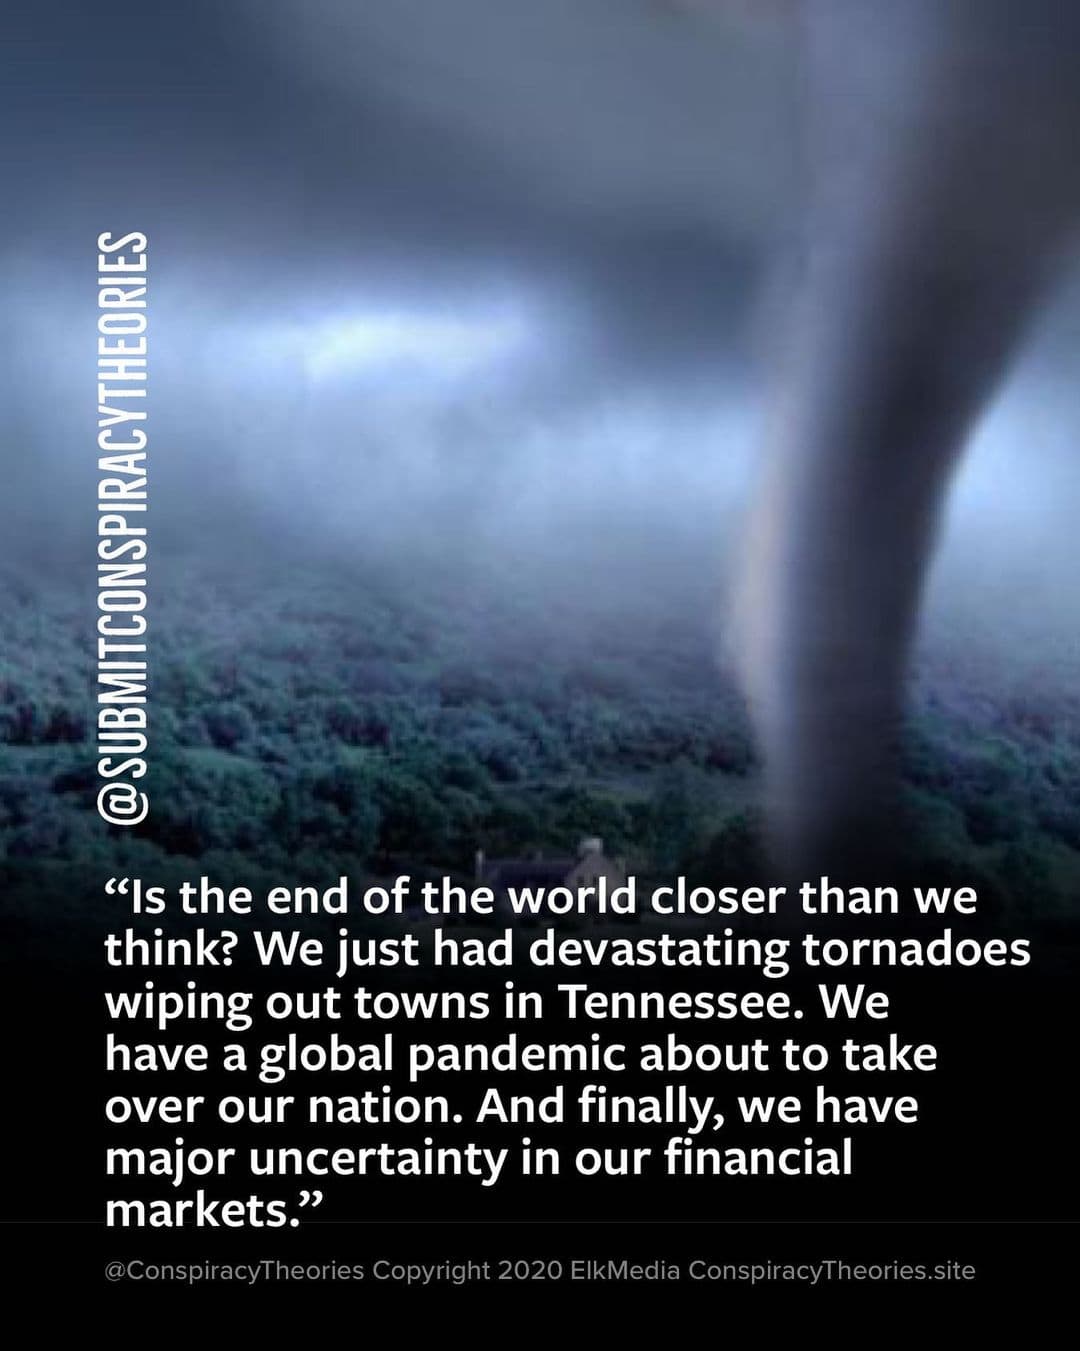 @SUBMITCONSPIRACYTHEORIES
“Is the end of the world closer than we
think? We just had devastating tornadoes
wiping out towns in Tennessee. We
have a global pandemic about to take
over our nation. And finally, we have
major uncertainty in our financial
markets.”
@ConspiracyTheories Copyright 2020 ElkMedia ConspiracyTheories.site